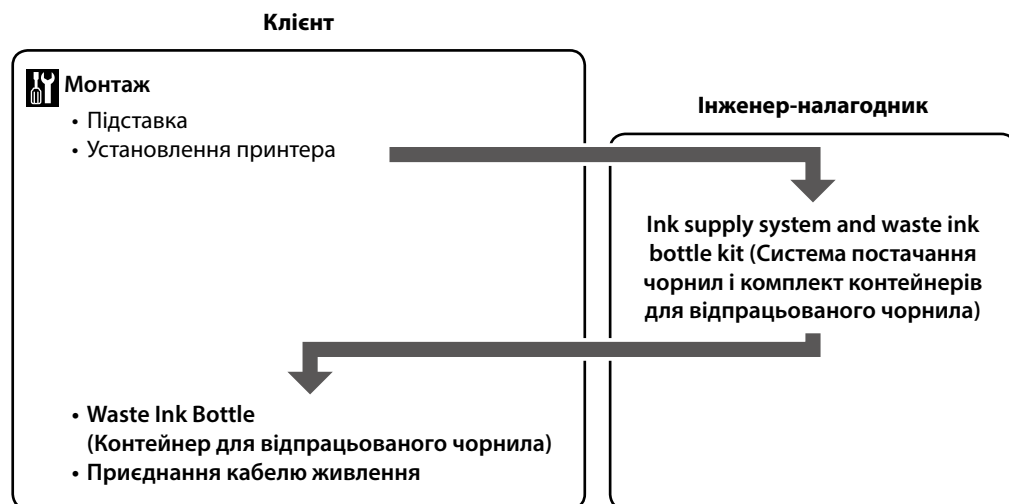 Клієнт
Монтаж
• Підставка
• Установлення принтера
Інженер-налагодник
Ink supply system and waste ink
bottle kit (Система постачання
чорнил і комплект контейнерів
для відпрацьованого чорнила)
• Waste Ink Bottle
(Контейнер для відпрацьованого чорнила)
• Приєднання кабелю живлення